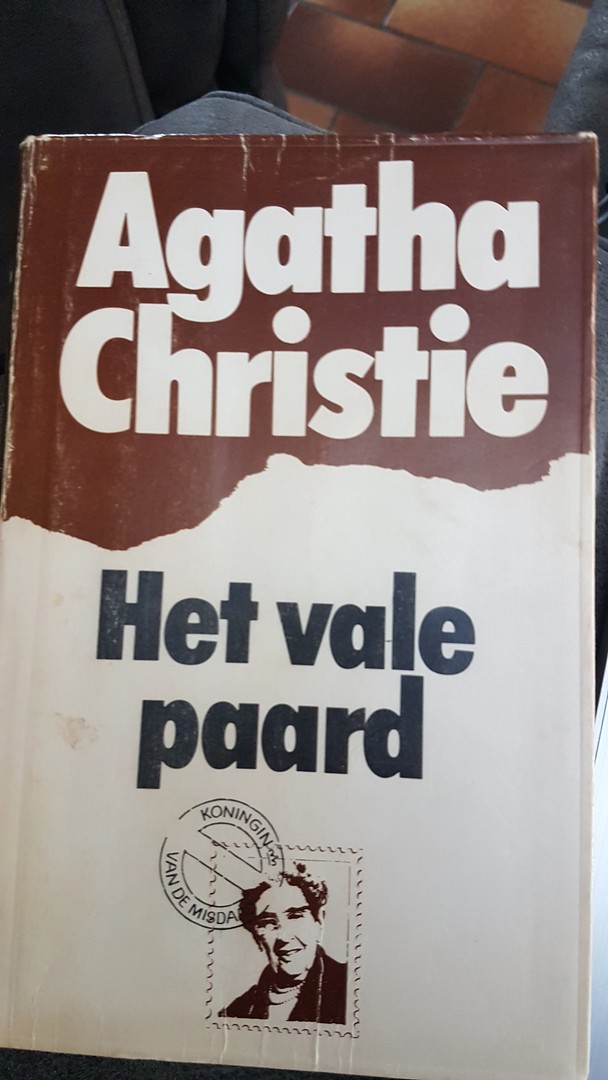 Agatha
Christie
Het vale
paard
KONINGIN
VAN DE MISDA